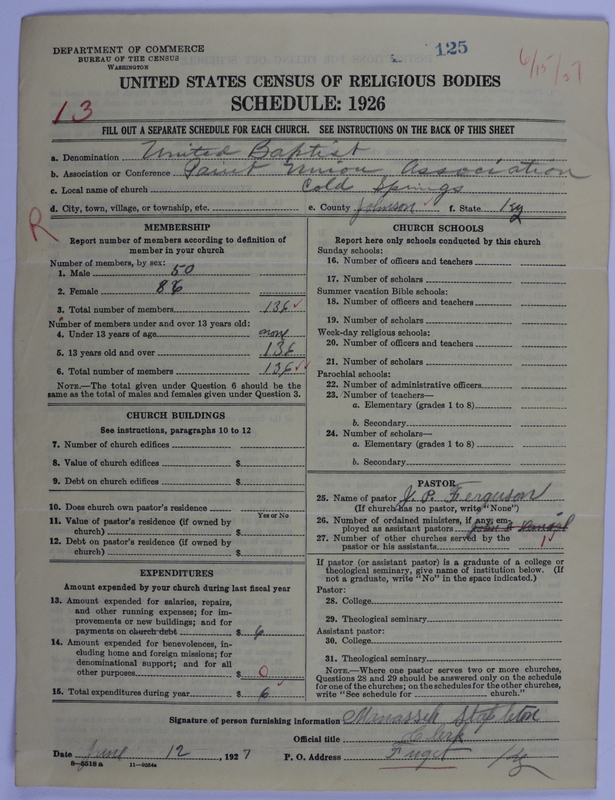 DEPARTMENT OF COMMERCE
BUREAU OF THE CENSUS
WASHINGTON
125
6/15/27
UNITED STATES CENSUS OF RELIGIOUS BODIES
13
SCHEDULE: 1926
FILL OUT A SEPARATE SCHEDULE FOR EACH CHURCH. SEE INSTRUCTIONS ON THE BACK OF THIS SHEET
a. Denomination United Baptist
b. Association or Conference Paint Union Association
c. Local name of church Cold Springs
d. City, town, village, or township, etc. e. County Johnson f. State Ky
R
MEMBERSHIP
Report number of members according to definition of
member in your church
Number of members, by sex:
1. Male 50
2. Female 86
3. Total number of members 136
Number of members under and over 13 years old:
4. Under 13 years of age none
5. 13 years old and over 136
6. Total number of members 136
NOTE.—The total given under Question 6 should be the
same as the total of males and females given under Question 3.
CHURCH BUILDINGS
See instructions, paragraphs 10 to 12
7. Number of church edifices
8. Value of church edifices $
9. Debt on church edifices $
10. Does church own pastor's residence
Yes or No
11. Value of pastor's residence (if owned by
church) $
12. Debt on pastor's residence (if owned by
church) $
EXPENDITURES
Amount expended by your church during last fiscal year
13. Amount expended for salaries, repairs,
and other running expenses; for im-
provements or new buildings; and for
payments on church debt $ 6
14. Amount expended for benevolences, in-
cluding home and foreign missions; for
denominational support; and for all
other purposes $ 0
15. Total expenditures during year $ 6
CHURCH SCHOOLS
Report here only schools conducted by this church
Sunday schools:
16. Number of officers and teachers
17. Number of scholars
Summer vacation Bible schools:
18. Number of officers and teachers
19. Number of scholars
Week-day religious schools:
20. Number of officers and teachers
21. Number of scholars
Parochial schools:
22. Number of administrative officers
23. Number of teachers—
a. Elementary (grades 1 to 8)
b. Secondary
24. Number of scholars—
a. Elementary (grades 1 to 8)
b. Secondary
PASTOR
25. Name of pastor J. P. Ferguson
(If church has no pastor, write "None")
26. Number of ordained ministers, if any, em-
ployed as assistant pastors John
27. Number of other churches served by the
pastor or his assistants 1
If pastor (or assistant pastor) is a graduate of a college or
theological seminary, give name of institution below. (If
not a graduate, write "No" in the space indicated.)
Pastor:
28. College
29. Theological seminary
Assistant pastor:
30. College
31. Theological seminary
NOTE.—Where one pastor serves two or more churches,
Questions 28 and 29 should be answered only on the schedule
for one of the churches; on the schedules for the other churches,
write "See schedule for church."
Signature of person furnishing information Manasseh Stapleton
Official title Clerk
Date June 12, 1927 P. O. Address Fuget Ky
8-5518a 11-9254a